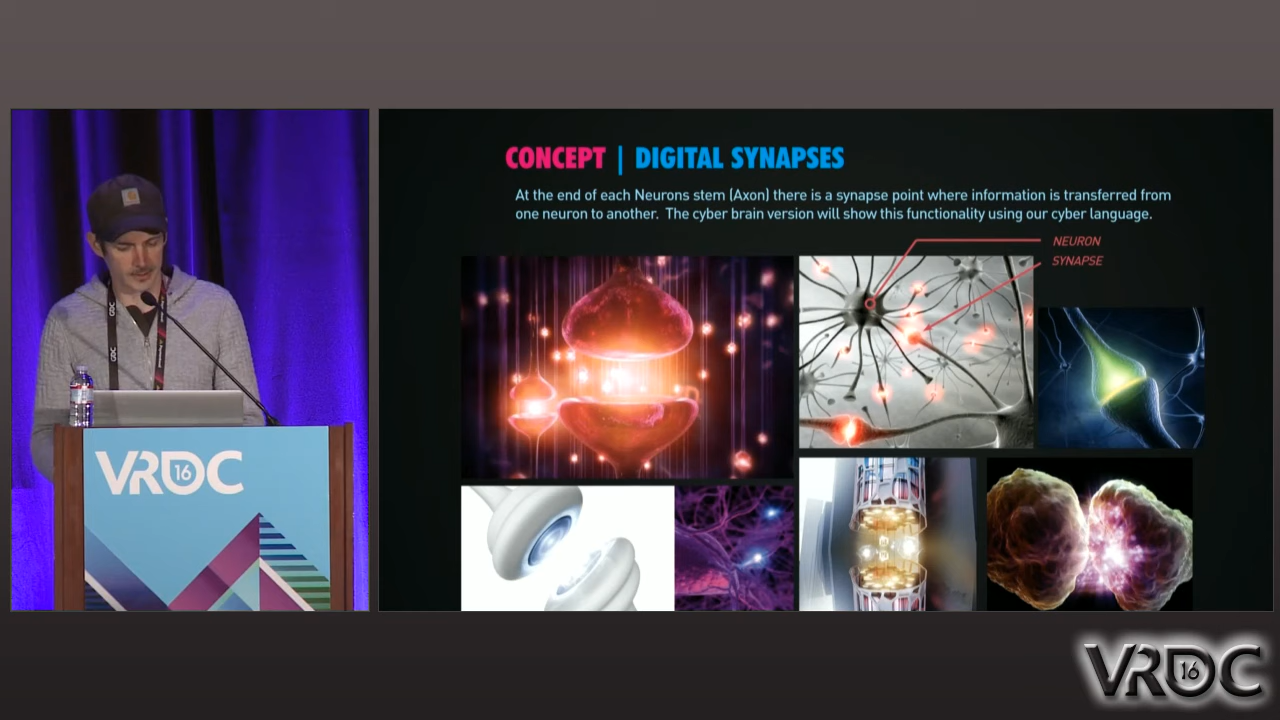 CONCEPT | DIGITAL SYNAPSES
At the end of each Neurons stem (Axon) there is a synapse point where information is transferred from
one neuron to another. The cyber brain version will show this functionality using our cyber language.
NEURON
SYNAPSE
VRDC 16
VRDC 16